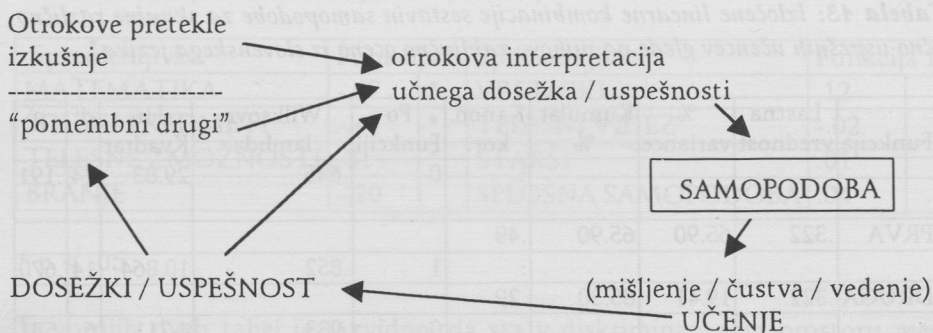 Otrokove pretekle
izkušnje
otrokova interpretacija
učnega dosežka / uspešnosti
“pomembni drugi”
SAMOPODOBA
DOSEŽKI / USPEŠNOST
(mišljenje / čustva / vedenje)
UČENJE